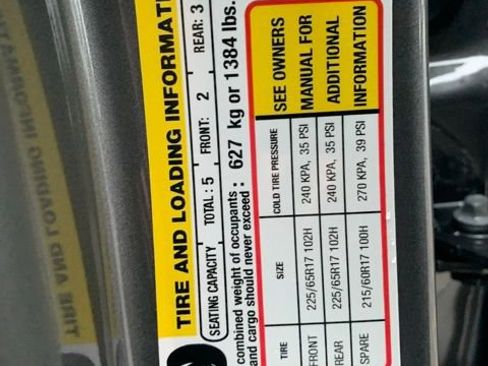 TIRE AND LOADING INFORMATI
SEATING CAPACITY TOTAL : 5 FRONT: 2 REAR: 3
combined weight of occupants : 627 kg or 1384 lbs.
and cargo should never exceed :
TIRE SIZE COLD TIRE PRESSURE
FRONT 225/65R17 102H 240 KPA, 35 PSI
REAR 225/65R17 102H 240 KPA, 35 PSI
SPARE 215/60R17 100H 270 KPA, 39 PSI
SEE OWNERS
MANUAL FOR
ADDITIONAL
INFORMATION